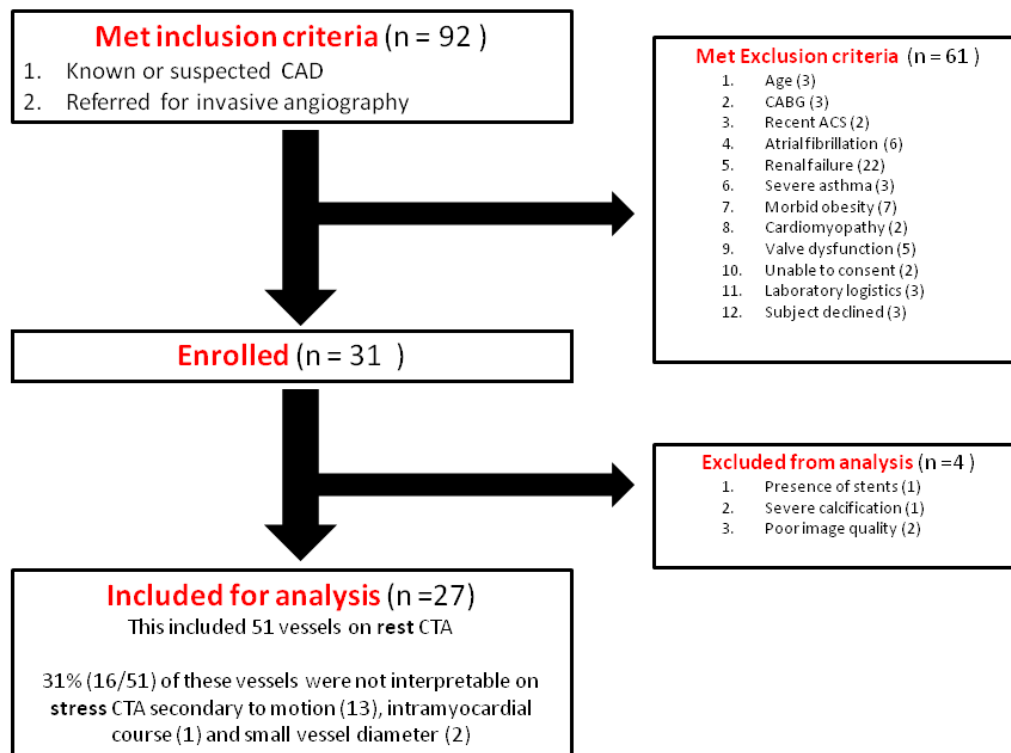 Met inclusion criteria (n = 92 )
1. Known or suspected CAD
2. Referred for invasive angiography
Met Exclusion criteria (n = 61 )
1. Age (3)
2. CABG (3)
3. Recent ACS (2)
4. Atrial fibrillation (6)
5. Renal failure (22)
6. Severe asthma (3)
7. Morbid obesity (7)
8. Cardiomyopathy (2)
9. Valve dysfunction (5)
10. Unable to consent (2)
11. Laboratory logistics (3)
12. Subject declined (3)
Enrolled (n = 31 )
Excluded from analysis (n =4 )
1. Presence of stents (1)
2. Severe calcification (1)
3. Poor image quality (2)
Included for analysis (n =27)
This included 51 vessels on rest CTA
31% (16/51) of these vessels were not interpretable on
stress CTA secondary to motion (13), intramyocardial
course (1) and small vessel diameter (2)